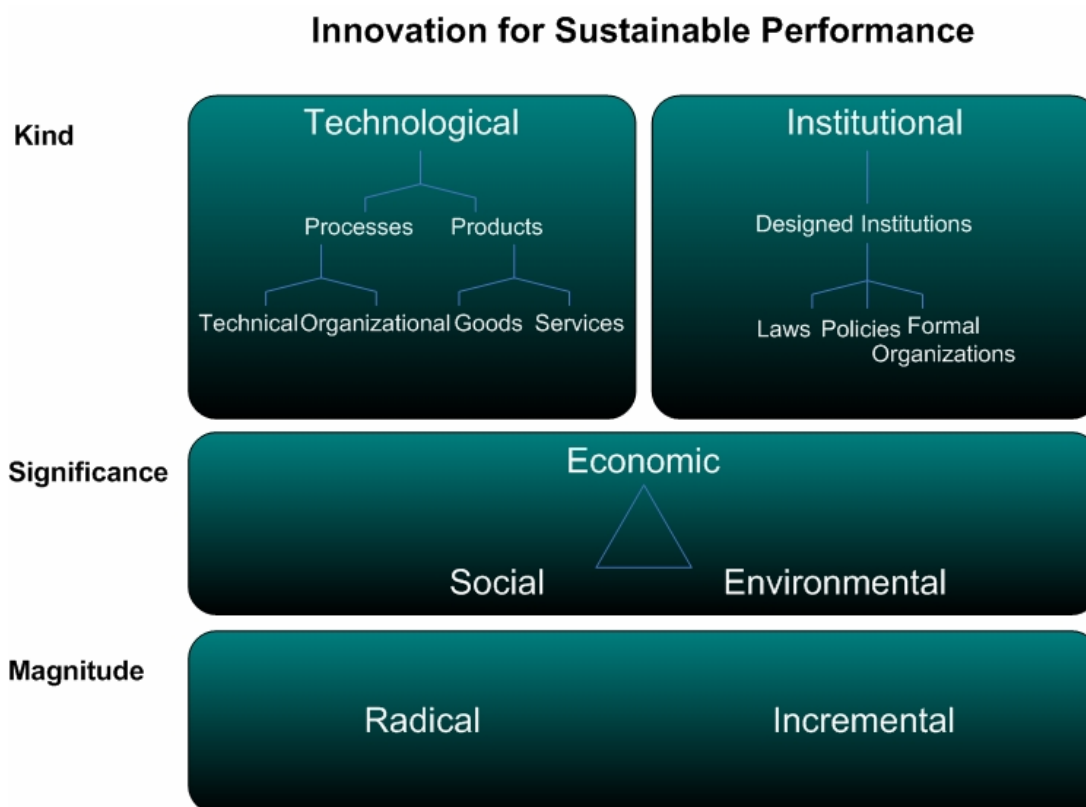 Innovation for Sustainable Performance
Kind
Technological
Processes Products
Technical Organizational Goods Services
Institutional
Designed Institutions
Laws Policies Formal
Organizations
Significance
Economic
Social Environmental
Magnitude
Radical Incremental